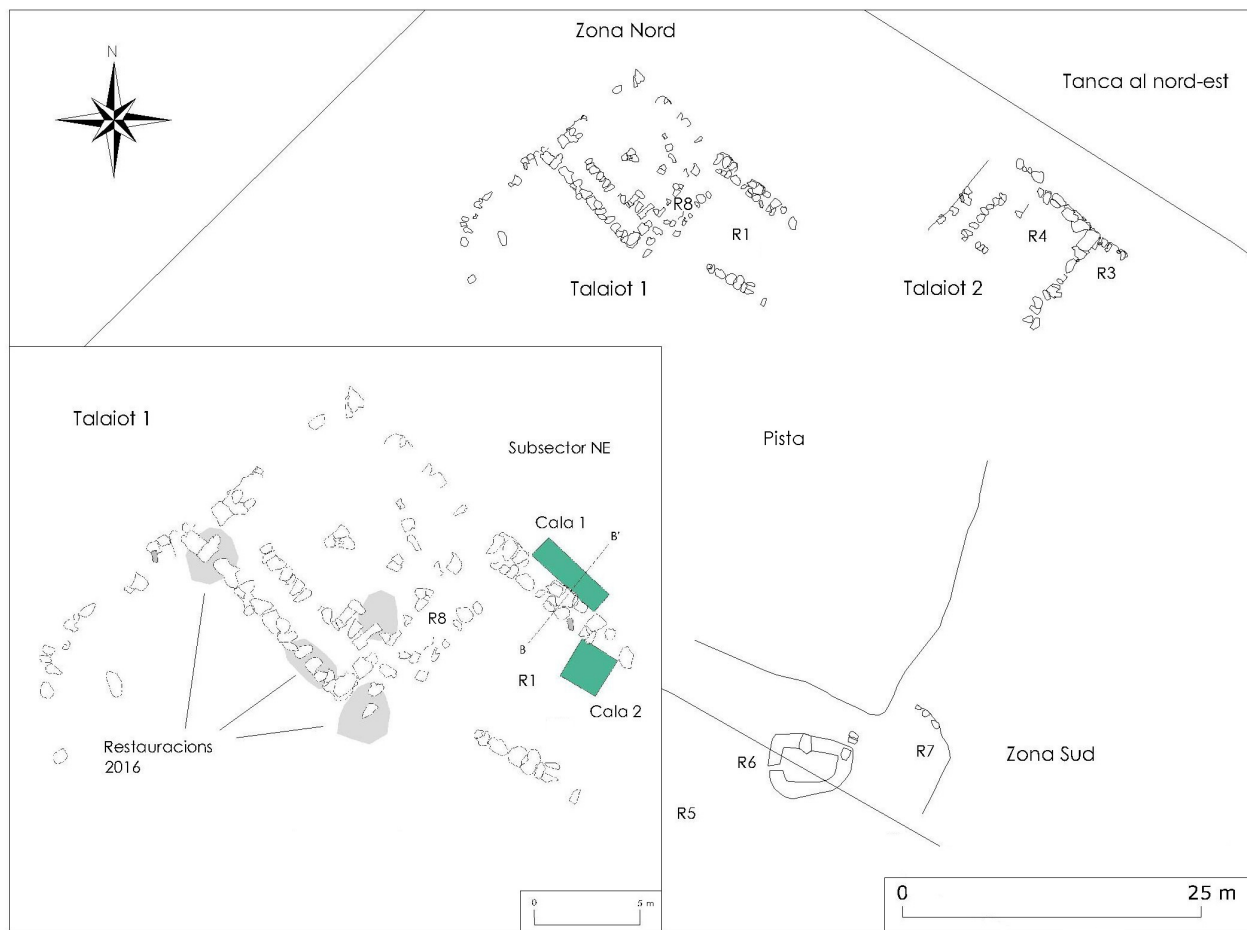 Zona Nord
N
Tanca al nord-est
R8
R1
R4
R3
Talaiot 1
Talaiot 2
Talaiot 1
Subsector NE
Pista
Cala 1
B'
R8
B
R1
Cala 2
Restauracions
2016
R6
R7
Zona Sud
R5
0
5 m
0
25 m